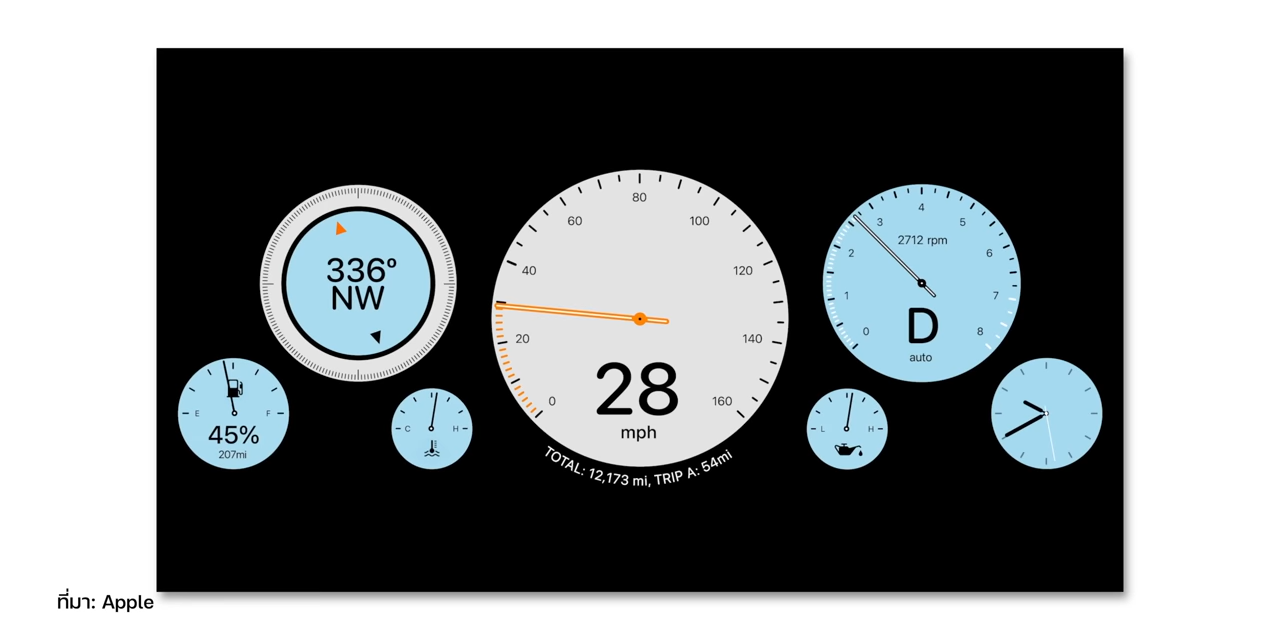 336°
NW
E
F
45%
207mi
C
H
0
20
40
60
80
100
120
140
160
28
mph
TOTAL: 12,173 mi, TRIP A: 54mi
L
H
0
1
2
3
4
5
6
7
8
2712 rpm
D
auto
ที่มา: Apple